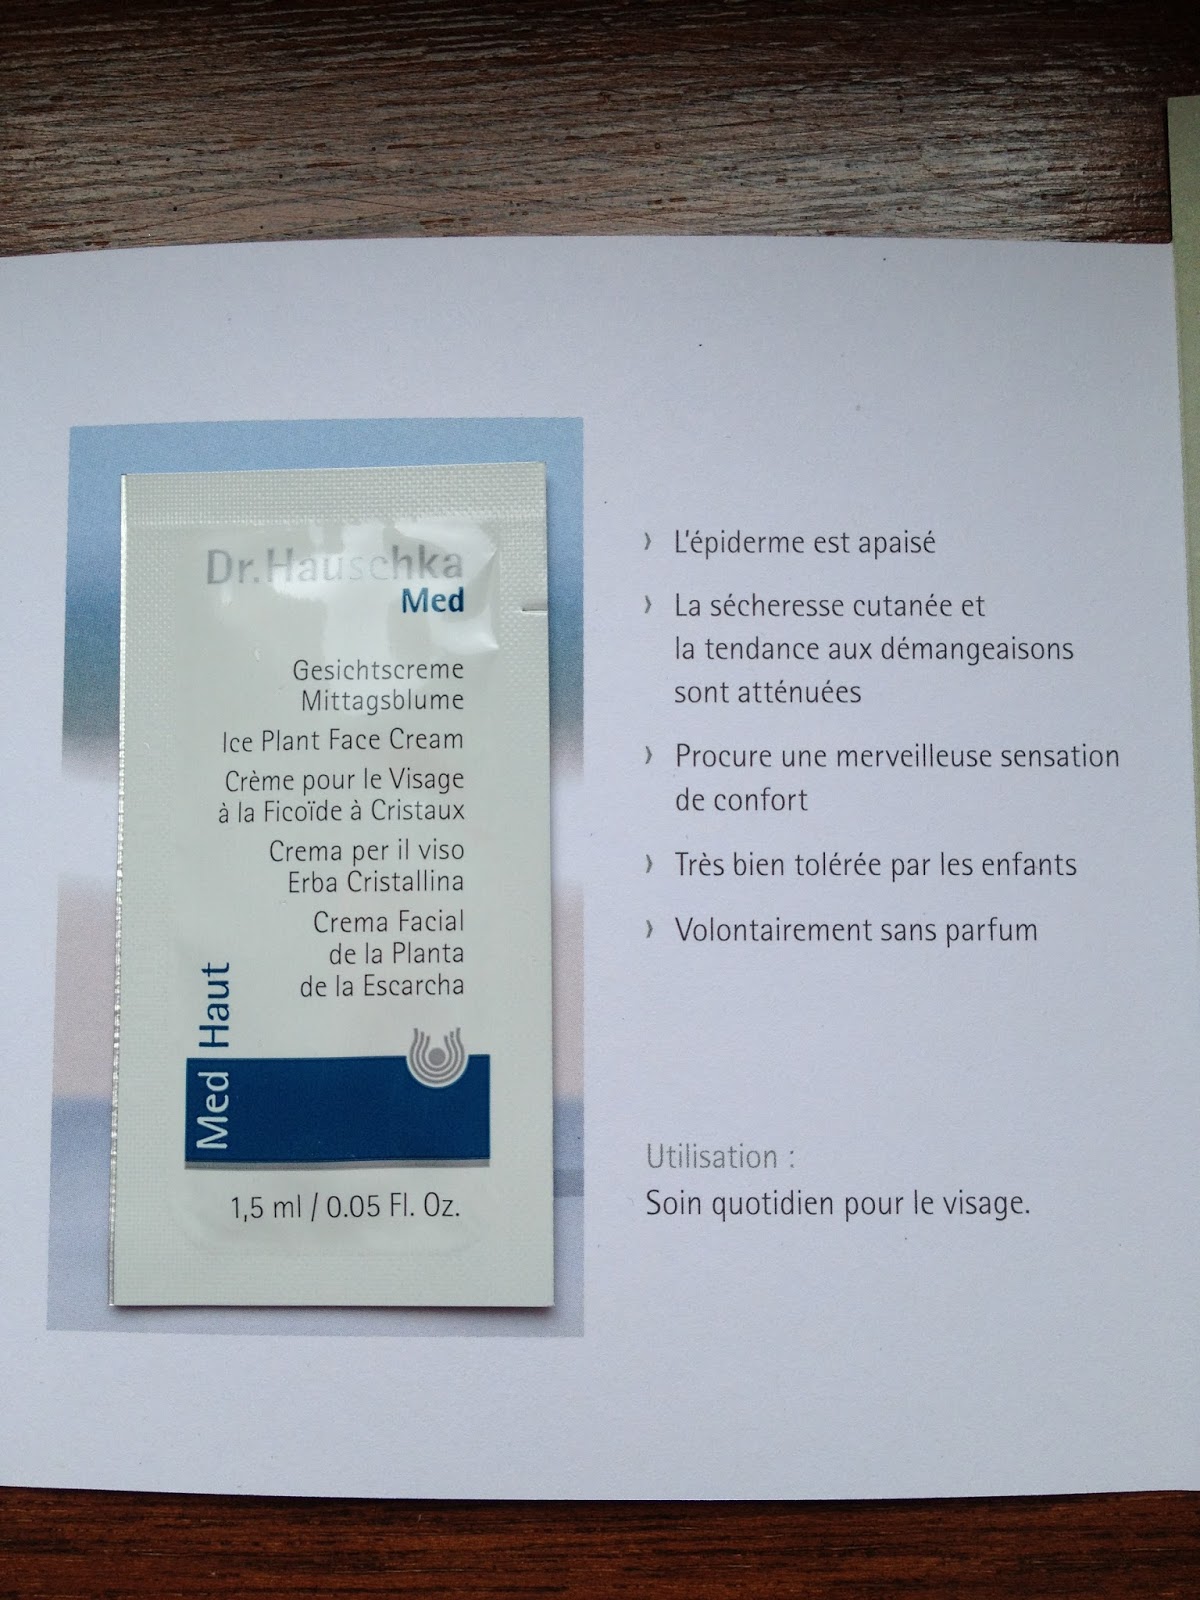 Dr.Hauschka
Med
Gesichtscreme
Mittagsblume
Ice Plant Face Cream
Crème pour le Visage
à la Ficoïde à Cristaux
Crema per il viso
Erba Cristallina
Crema Facial
de la Planta
de la Escarcha
Med Haut
1,5 ml / 0.05 Fl. Oz.
› L'épiderme est apaisé
› La sécheresse cutanée et
la tendance aux démangeaisons
sont atténuées
› Procure une merveilleuse sensation
de confort
› Très bien tolérée par les enfants
› Volontairement sans parfum
Utilisation :
Soin quotidien pour le visage.